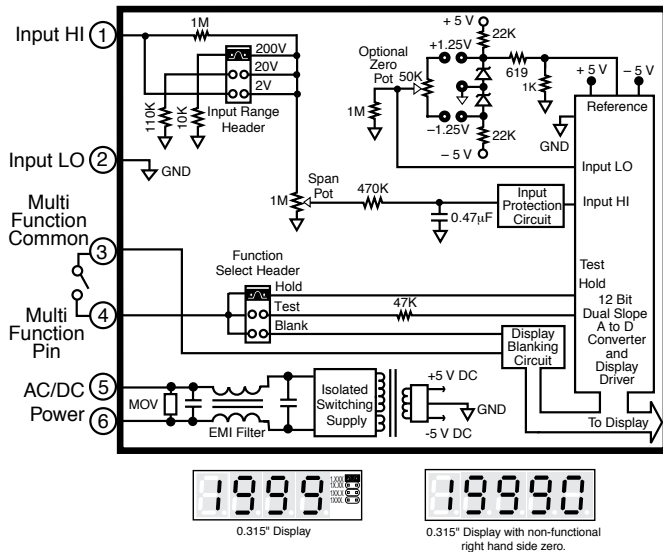 Input HI 1
1M
200V
20V
2V
110K
10K
Input Range
Header
Input LO 2
GND
Multi
Function
Common
3
Multi
Function
Pin
4
AC/DC 5
Power 6
MOV
EMI Filter
1M
Span
Pot
470K
0.47µF
Input
Protection
Circuit
Optional
Zero
Pot
50K
1M
+ 5 V
22K
+1.25V
–1.25V
22K
– 5 V
619
1K
+ 5 V
– 5 V
Reference
GND
Input LO
Input HI
Test
Hold
12 Bit
Dual Slope
A to D
Converter
and
Display
Driver
Function
Select Header
Hold
Test
Blank
47K
Display
Blanking
Circuit
Isolated
Switching
Supply
+5 V DC
GND
-5 V DC
To Display
1999
0.315" Display
19990
0.315" Display with non-functional
right hand side zero.